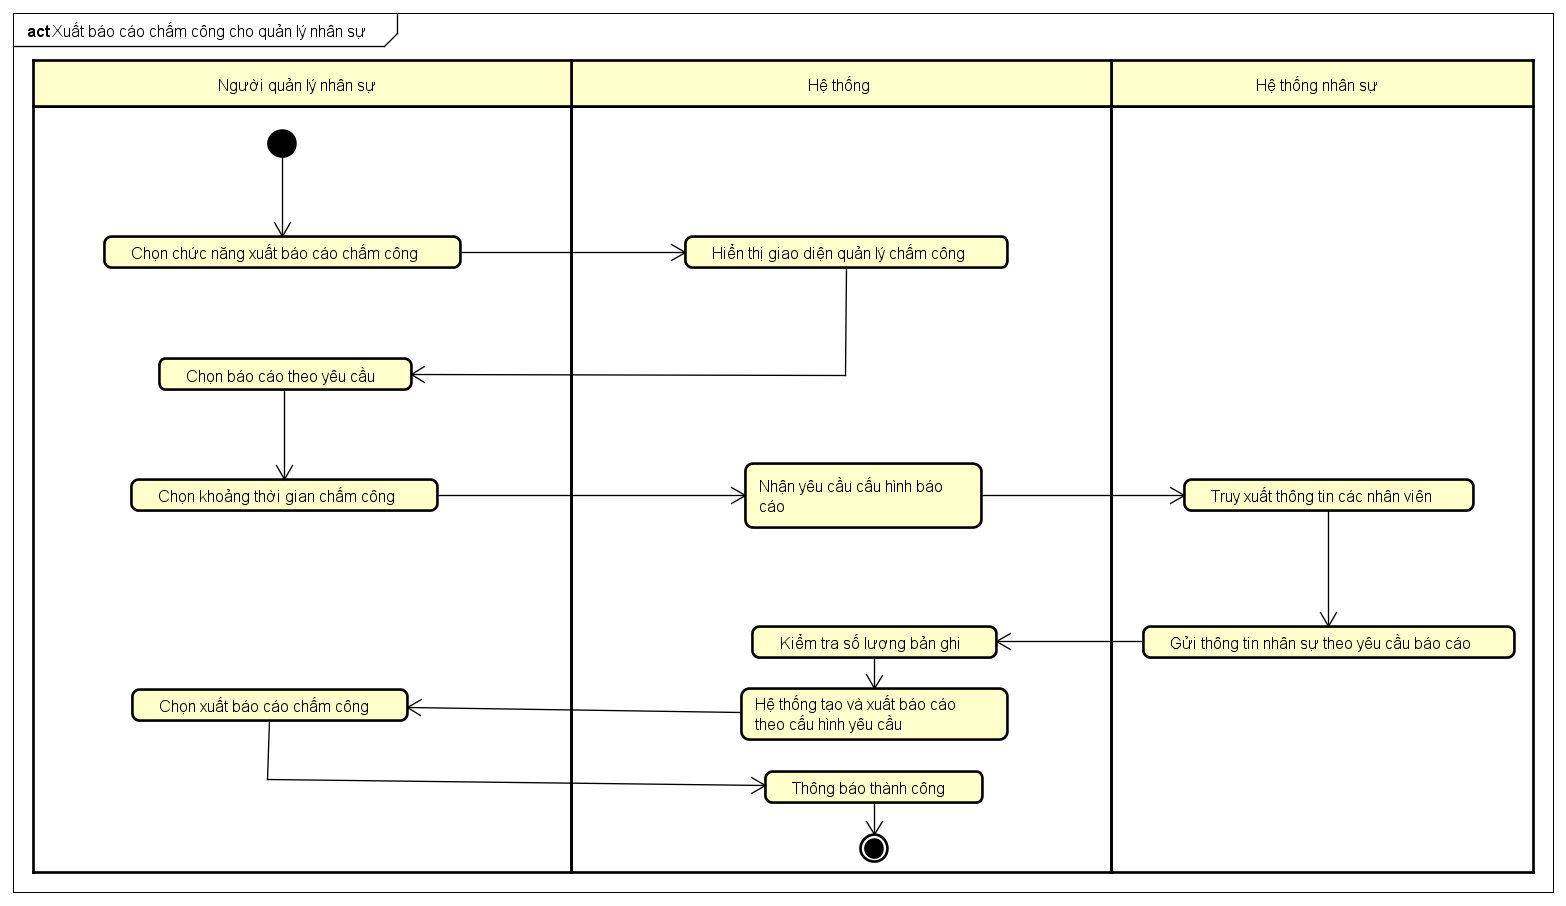 act Xuất báo cáo chấm công cho quản lý nhân sự
Người quản lý nhân sự
Hệ thống
Hệ thống nhân sự
Chọn chức năng xuất báo cáo chấm công
Hiển thị giao diện quản lý chấm công
Chọn báo cáo theo yêu cầu
Chọn khoảng thời gian chấm công
Nhận yêu cầu cấu hình báo
cáo
Truy xuất thông tin các nhân viên
Kiểm tra số lượng bản ghi
Gửi thông tin nhân sự theo yêu cầu báo cáo
Chọn xuất báo cáo chấm công
Hệ thống tạo và xuất báo cáo
theo cấu hình yêu cầu
Thông báo thành công